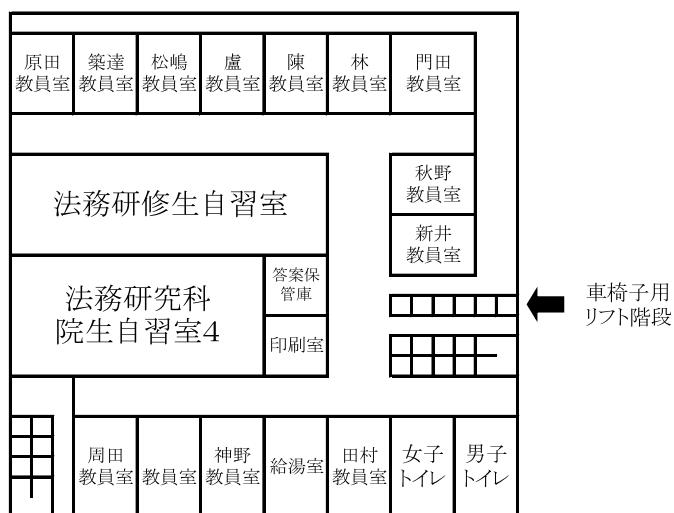 原田
教員室
築達
教員室
松嶋
教員室
盧
教員室
陳
教員室
林
教員室
門田
教員室
法務研修生自習室
秋野
教員室
新井
教員室
法務研究科
院生自習室4
答案保
管庫
印刷室
車椅子用
リフト階段
周田
教員室
教員室
神野
教員室
給湯室
田村
教員室
女子
トイレ
男子
トイレ